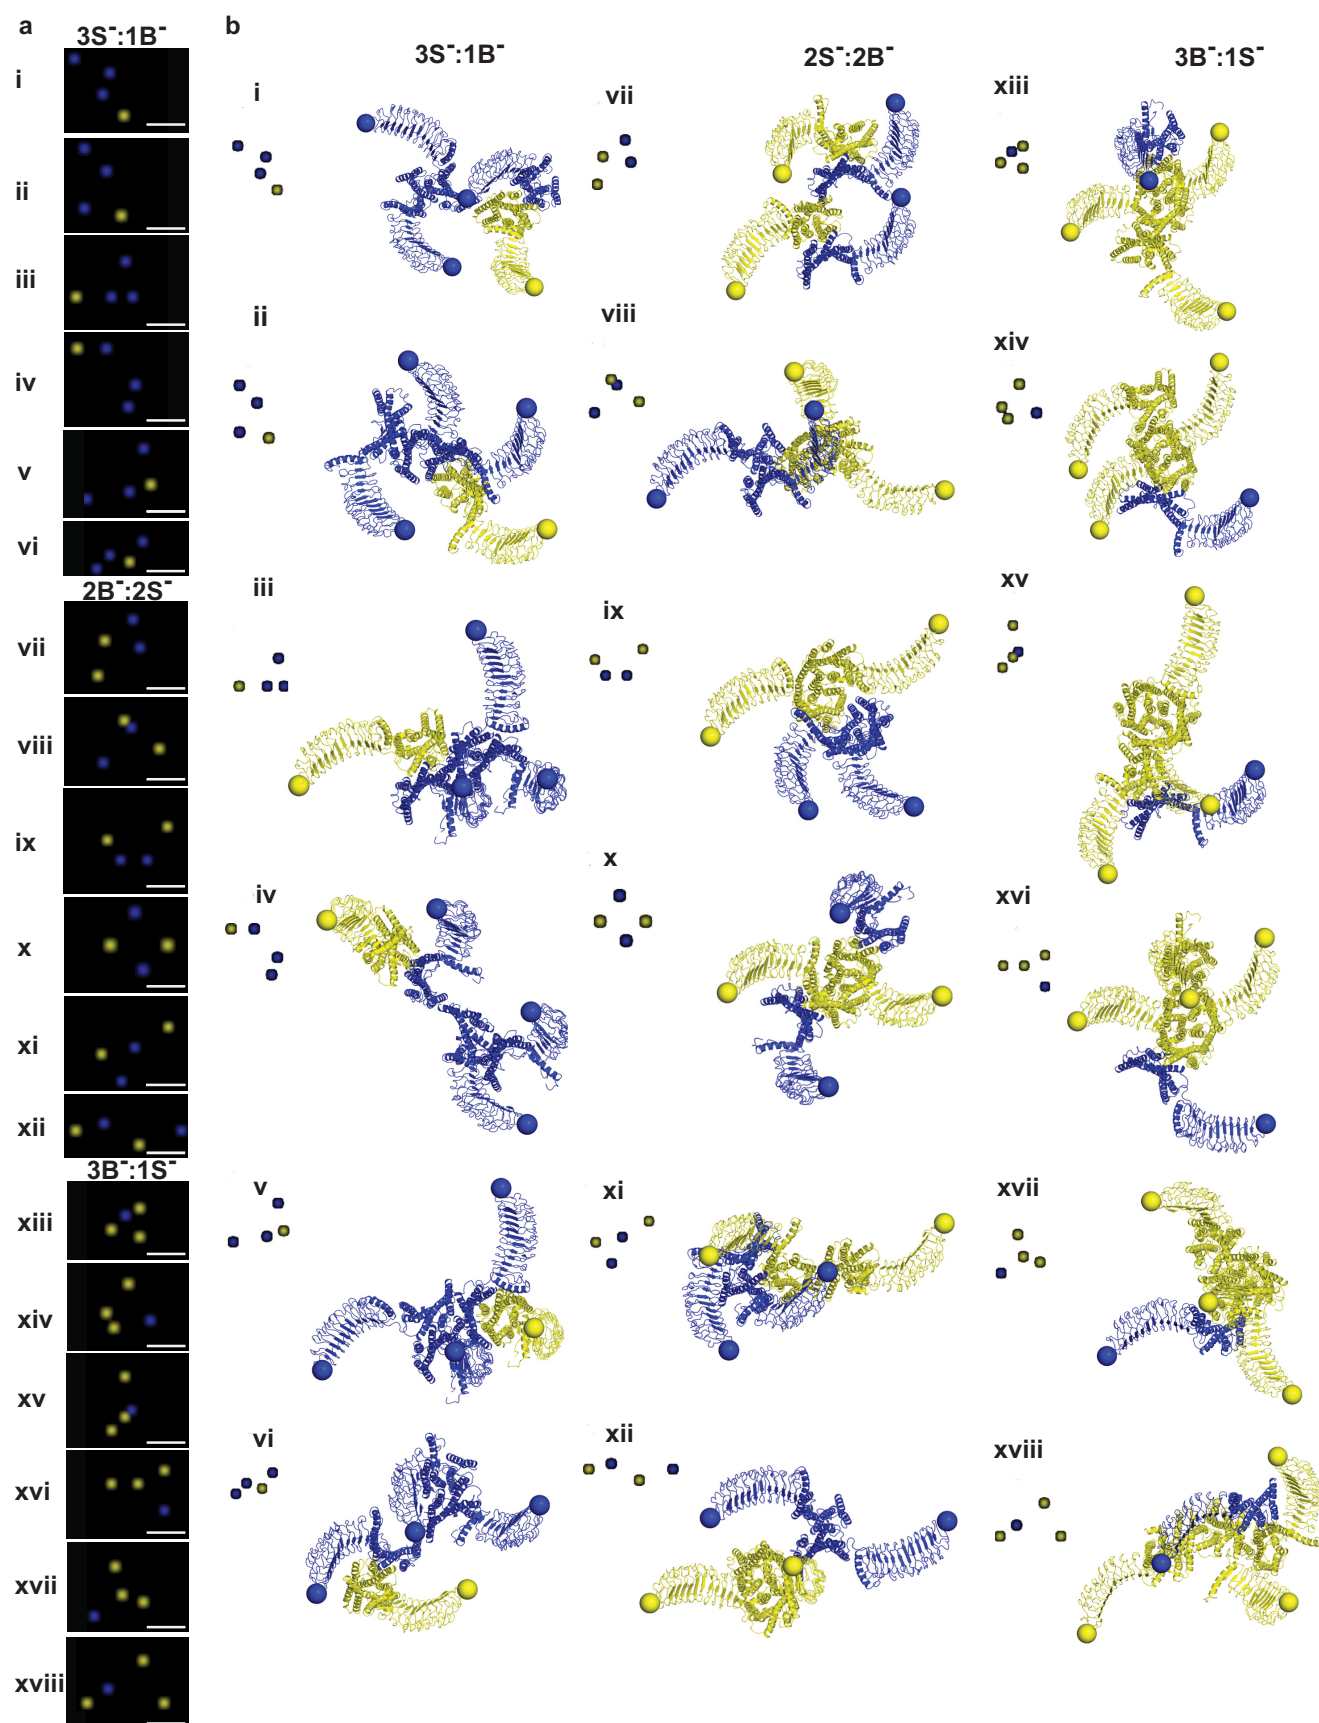 a
3S⁻:1B⁻
i
ii
iii
iv
v
vi
2B⁻:2S⁻
vii
viii
ix
x
xi
xii
3B⁻:1S⁻
xiii
xiv
xv
xvi
xvii
xviii
b
3S⁻:1B⁻
2S⁻:2B⁻
3B⁻:1S⁻
i
vii
xiii
ii
viii
xiv
iii
ix
xv
iv
x
xvi
v
xi
xvii
vi
xii
xviii